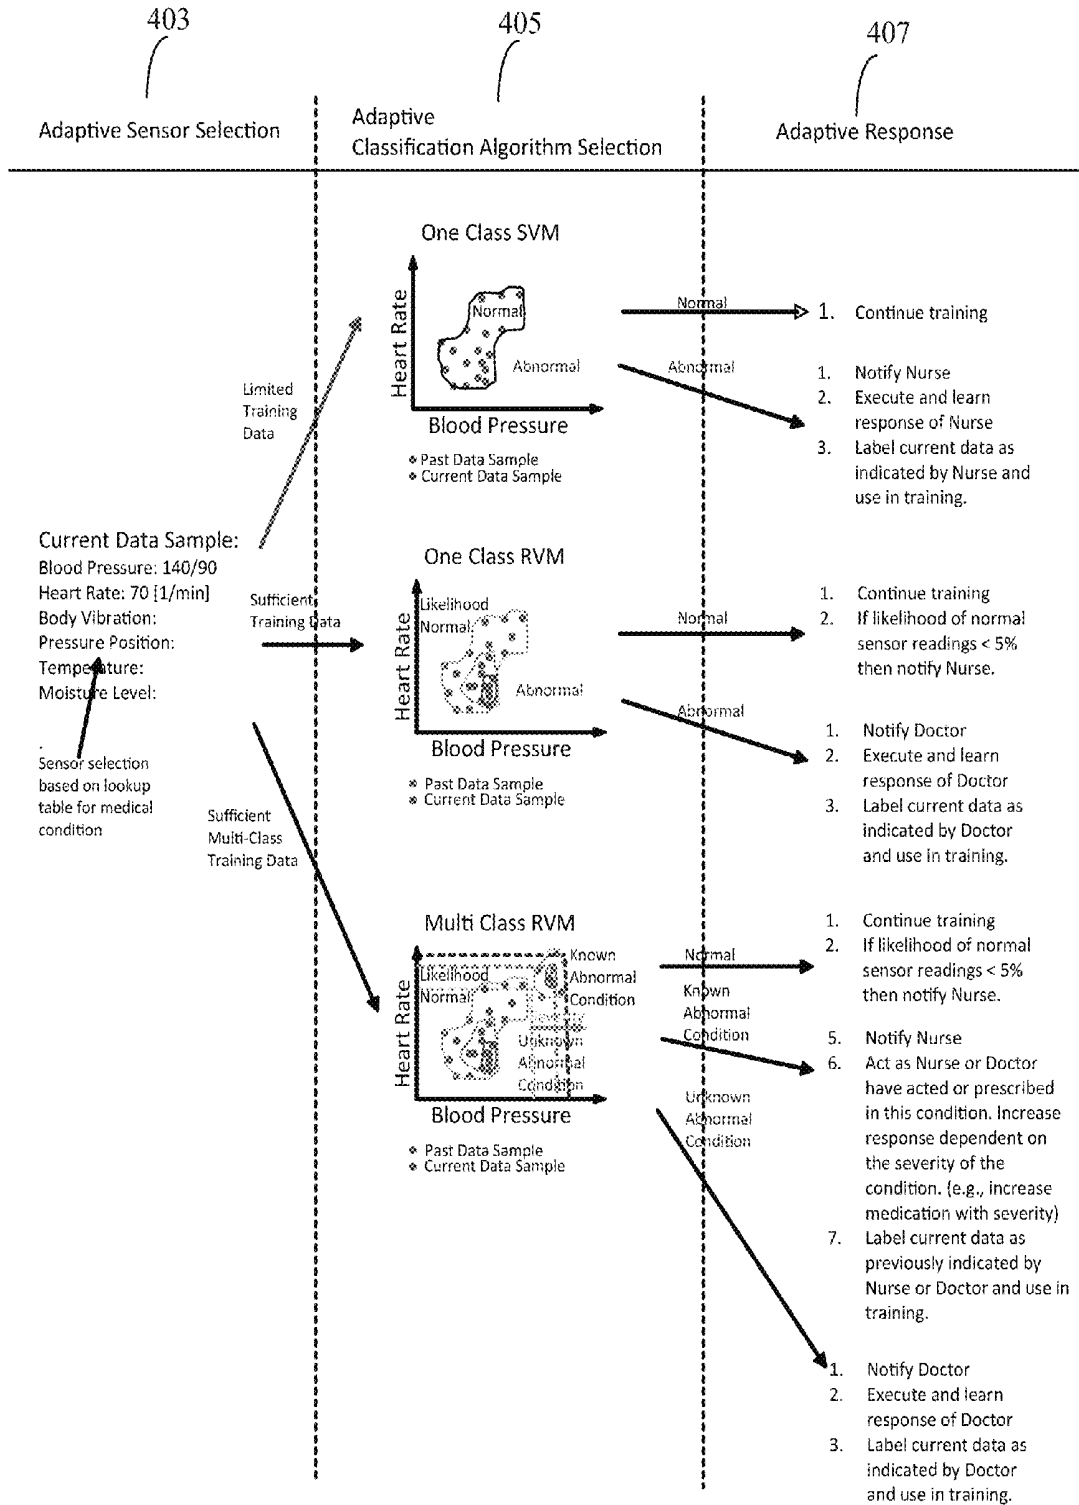 403
405
407
Adaptive Sensor Selection
Adaptive
Classification Algorithm Selection
Adaptive Response
Limited
Training
Data
Current Data Sample:
Blood Pressure: 140/90
Heart Rate: 70 [1/min]
Body Vibration:
Pressure Position:
Temperature:
Moisture Level:
Sensor selection
based on lookup
table for medical
condition
Sufficient
Training Data
Sufficient
Multi-Class
Training Data
One Class SVM
Heart Rate
Normal
Abnormal
Blood Pressure
Past Data Sample
Current Data Sample
Normal
1. Continue training
Abnormal
1. Notify Nurse
2. Execute and learn
response of Nurse
3. Label current data as
indicated by Nurse and
use in training.
One Class RVM
Heart Rate
Likelihood
Normal
Abnormal
Blood Pressure
Past Data Sample
Current Data Sample
Normal
1. Continue training
2. If likelihood of normal
sensor readings < 5%
then notify Nurse.
Abnormal
1. Notify Doctor
2. Execute and learn
response of Doctor
3. Label current data as
indicated by Doctor
and use in training.
Multi Class RVM
Heart Rate
Likelihood
Normal
Known
Abnormal
Condition
Unknown
Abnormal
Condition
Blood Pressure
Past Data Sample
Current Data Sample
Normal
1. Continue training
2. If likelihood of normal
sensor readings < 5%
then notify Nurse.
Known
Abnormal
Condition
5. Notify Nurse
6. Act as Nurse or Doctor
have acted or prescribed
in this condition. Increase
response dependent on
the severity of the
condition. (e.g., increase
medication with severity)
7. Label current data as
previously indicated by
Nurse or Doctor and use in
training.
Unknown
Abnormal
Condition
1. Notify Doctor
2. Execute and learn
response of Doctor
3. Label current data as
indicated by Doctor
and use in training.